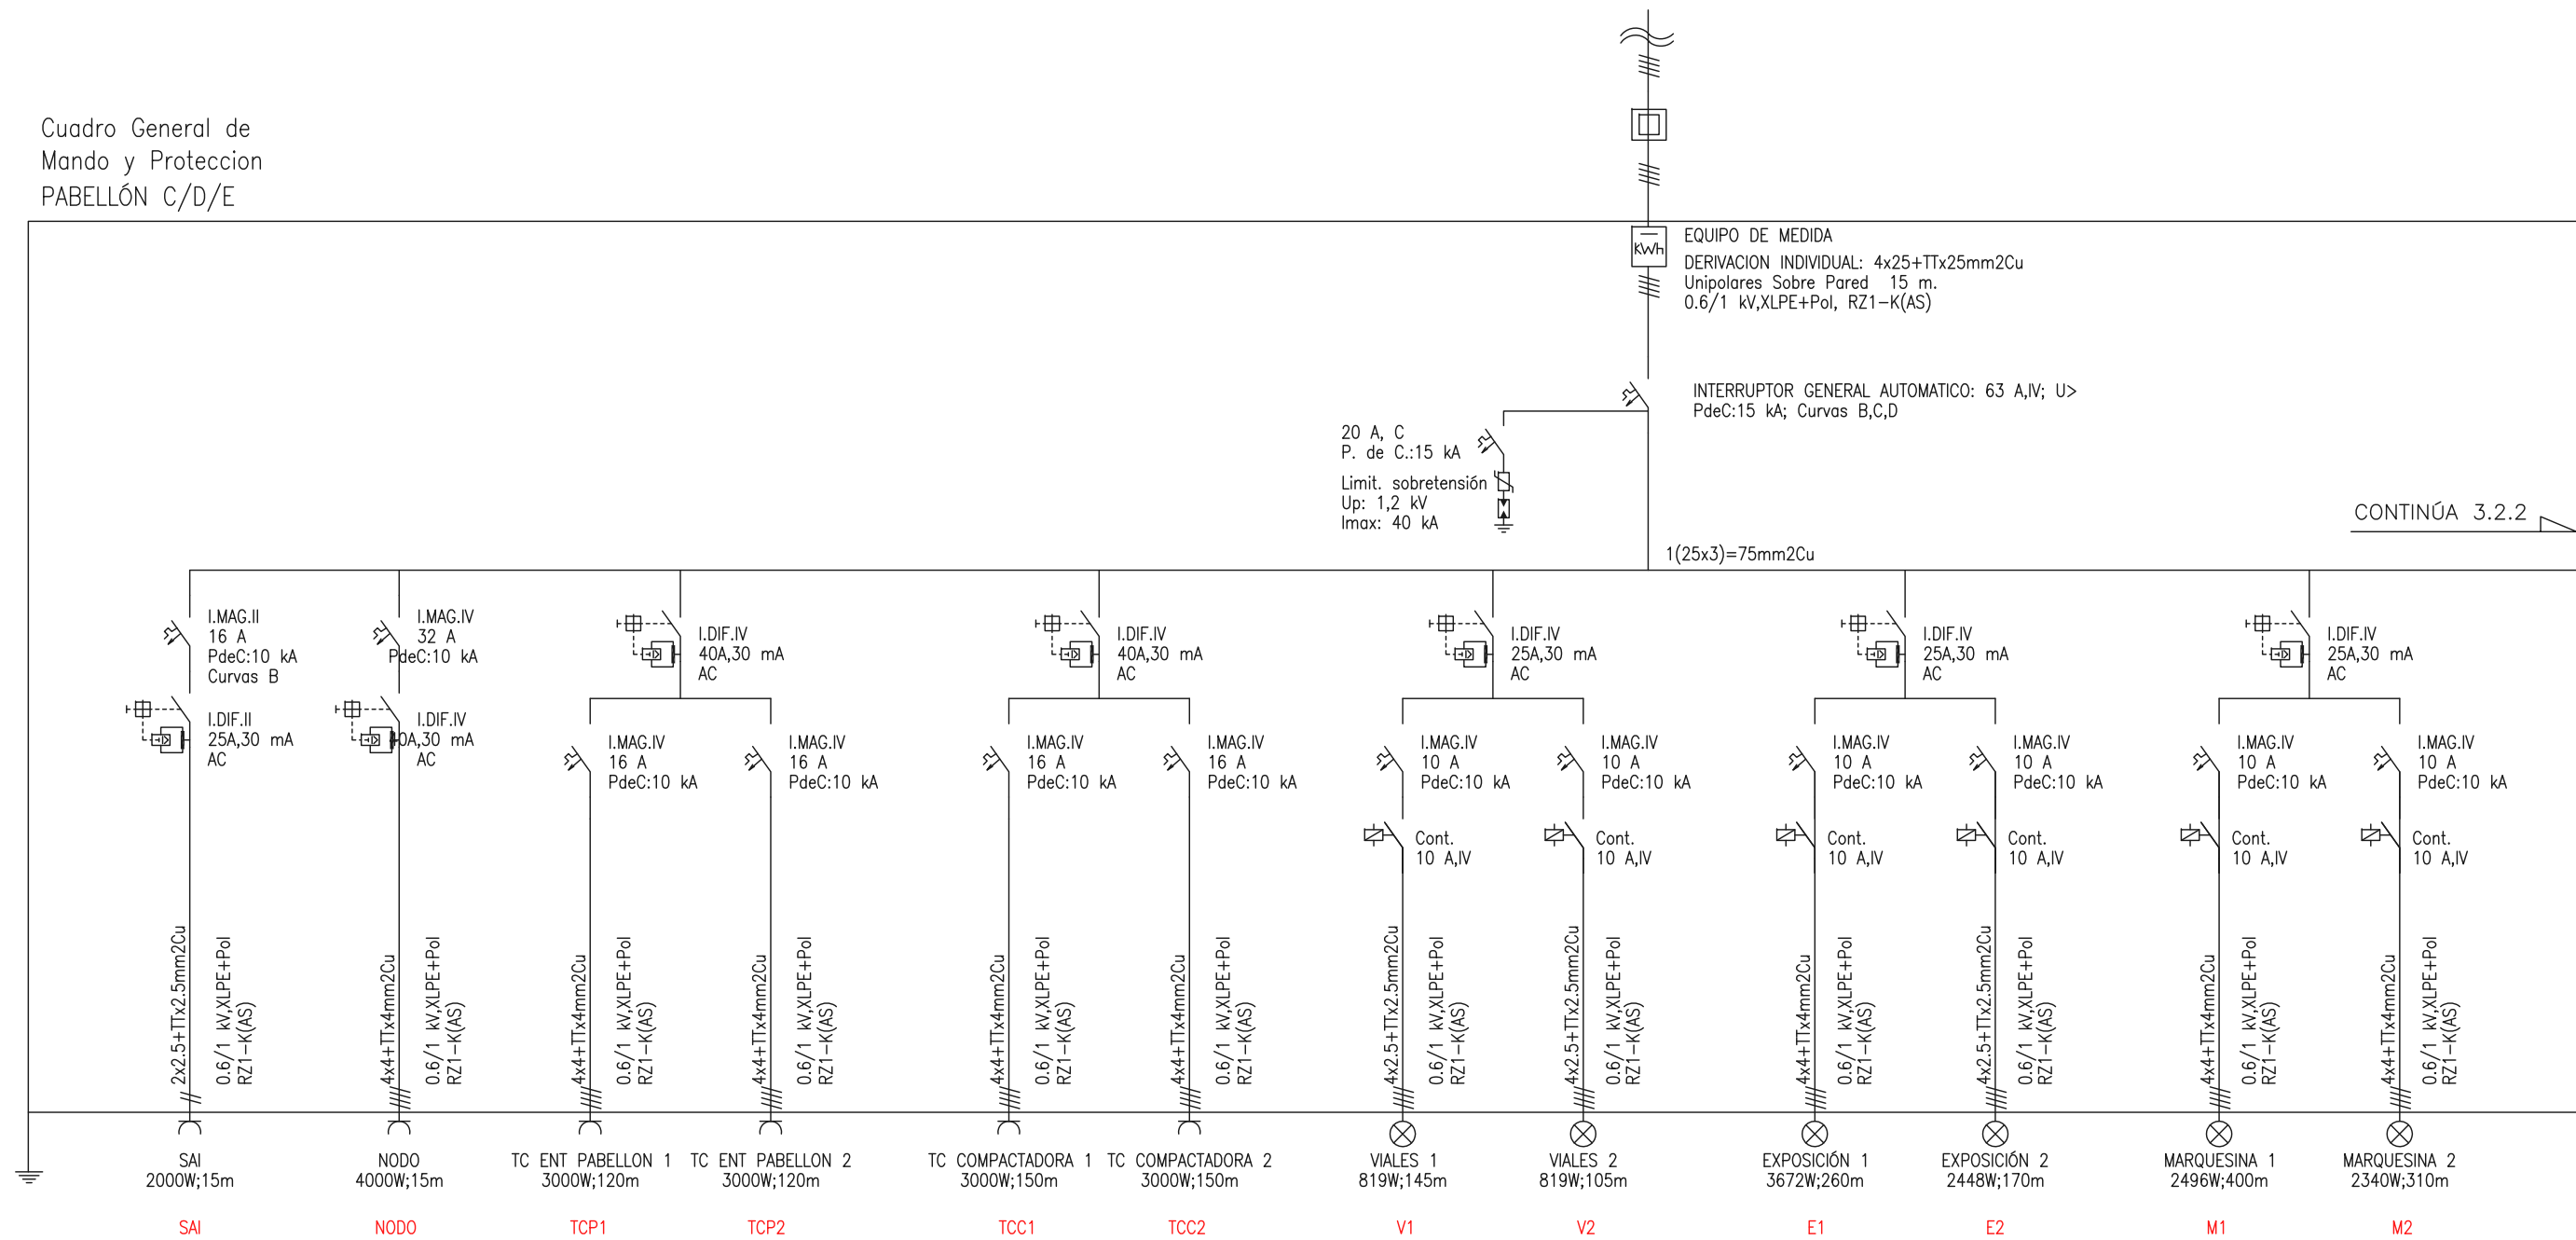 Cuadro General de
Mando y Proteccion
PABELLÓN C/D/E
KWh
EQUIPO DE MEDIDA
DERIVACION INDIVIDUAL: 4x25+TTx25mm2Cu
Unipolares Sobre Pared 15 m.
0.6/1 kV,XLPE+Pol, RZ1-K(AS)
INTERRUPTOR GENERAL AUTOMATICO: 63 A,IV; U>
PdeC:15 kA; Curvas B,C,D
20 A, C
P. de C.:15 kA
Limit. sobretensión
Up: 1,2 kV
Imax: 40 kA
CONTINÚA 3.2.2
1(25x3)=75mm2Cu
I.MAG.II
16 A
PdeC:10 kA
Curvas B
I.DIF.II
25A,30 mA
AC
2x2.5+TTx2.5mm2Cu
0.6/1 kV,XLPE+Pol
RZ1-K(AS)
SAI
2000W;15m
SAI
I.MAG.IV
32 A
PdeC:10 kA
I.DIF.IV
0A,30 mA
AC
4x4+TTx4mm2Cu
0.6/1 kV,XLPE+Pol
RZ1-K(AS)
NODO
4000W;15m
NODO
I.DIF.IV
40A,30 mA
AC
I.MAG.IV
16 A
PdeC:10 kA
4x4+TTx4mm2Cu
0.6/1 kV,XLPE+Pol
RZ1-K(AS)
TC ENT PABELLON 1
3000W;120m
TCP1
I.MAG.IV
16 A
PdeC:10 kA
4x4+TTx4mm2Cu
0.6/1 kV,XLPE+Pol
RZ1-K(AS)
TC ENT PABELLON 2
3000W;120m
TCP2
I.DIF.IV
40A,30 mA
AC
I.MAG.IV
16 A
PdeC:10 kA
4x4+TTx4mm2Cu
0.6/1 kV,XLPE+Pol
RZ1-K(AS)
TC COMPACTADORA 1
3000W;150m
TCC1
I.MAG.IV
16 A
PdeC:10 kA
4x4+TTx4mm2Cu
0.6/1 kV,XLPE+Pol
RZ1-K(AS)
TC COMPACTADORA 2
3000W;150m
TCC2
I.DIF.IV
25A,30 mA
AC
I.MAG.IV
10 A
PdeC:10 kA
Cont.
10 A,IV
4x2.5+TTx2.5mm2Cu
0.6/1 kV,XLPE+Pol
RZ1-K(AS)
VIALES 1
819W;145m
V1
I.MAG.IV
10 A
PdeC:10 kA
Cont.
10 A,IV
4x2.5+TTx2.5mm2Cu
0.6/1 kV,XLPE+Pol
RZ1-K(AS)
VIALES 2
819W;105m
V2
I.DIF.IV
25A,30 mA
AC
I.MAG.IV
10 A
PdeC:10 kA
Cont.
10 A,IV
4x4+TTx4mm2Cu
0.6/1 kV,XLPE+Pol
RZ1-K(AS)
EXPOSICIÓN 1
3672W;260m
E1
I.MAG.IV
10 A
PdeC:10 kA
Cont.
10 A,IV
4x2.5+TTx2.5mm2Cu
0.6/1 kV,XLPE+Pol
RZ1-K(AS)
EXPOSICIÓN 2
2448W;170m
E2
I.DIF.IV
25A,30 mA
AC
I.MAG.IV
10 A
PdeC:10 kA
Cont.
10 A,IV
4x4+TTx4mm2Cu
0.6/1 kV,XLPE+Pol
RZ1-K(AS)
MARQUESINA 1
2496W;400m
M1
I.MAG.IV
10 A
PdeC:10 kA
Cont.
10 A,IV
4x4+TTx4mm2Cu
0.6/1 kV,XLPE+Pol
RZ1-K(AS)
MARQUESINA 2
2340W;310m
M2